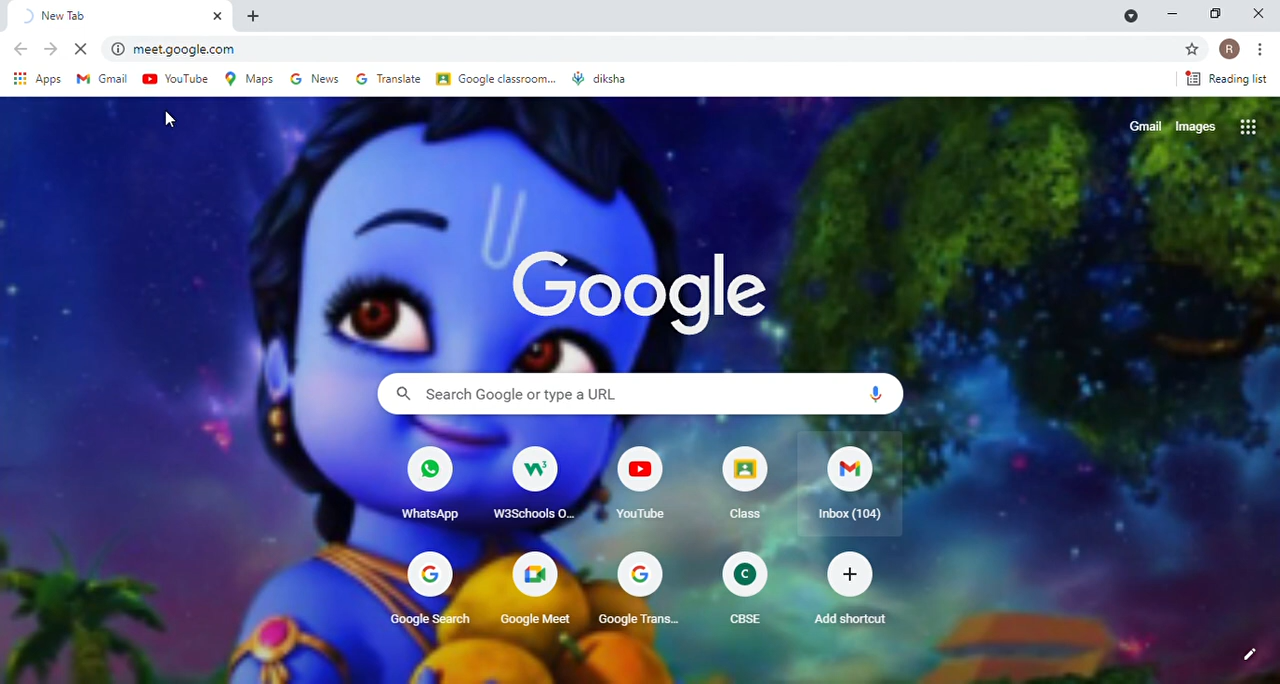 New Tab
meet.google.com
R
Apps Gmail YouTube Maps News Translate Google classroom... diksha Reading list
Gmail Images
Google
Search Google or type a URL
WhatsApp W3Schools O... YouTube Class Inbox (104)
C
Google Search Google Meet Google Trans... CBSE Add shortcut